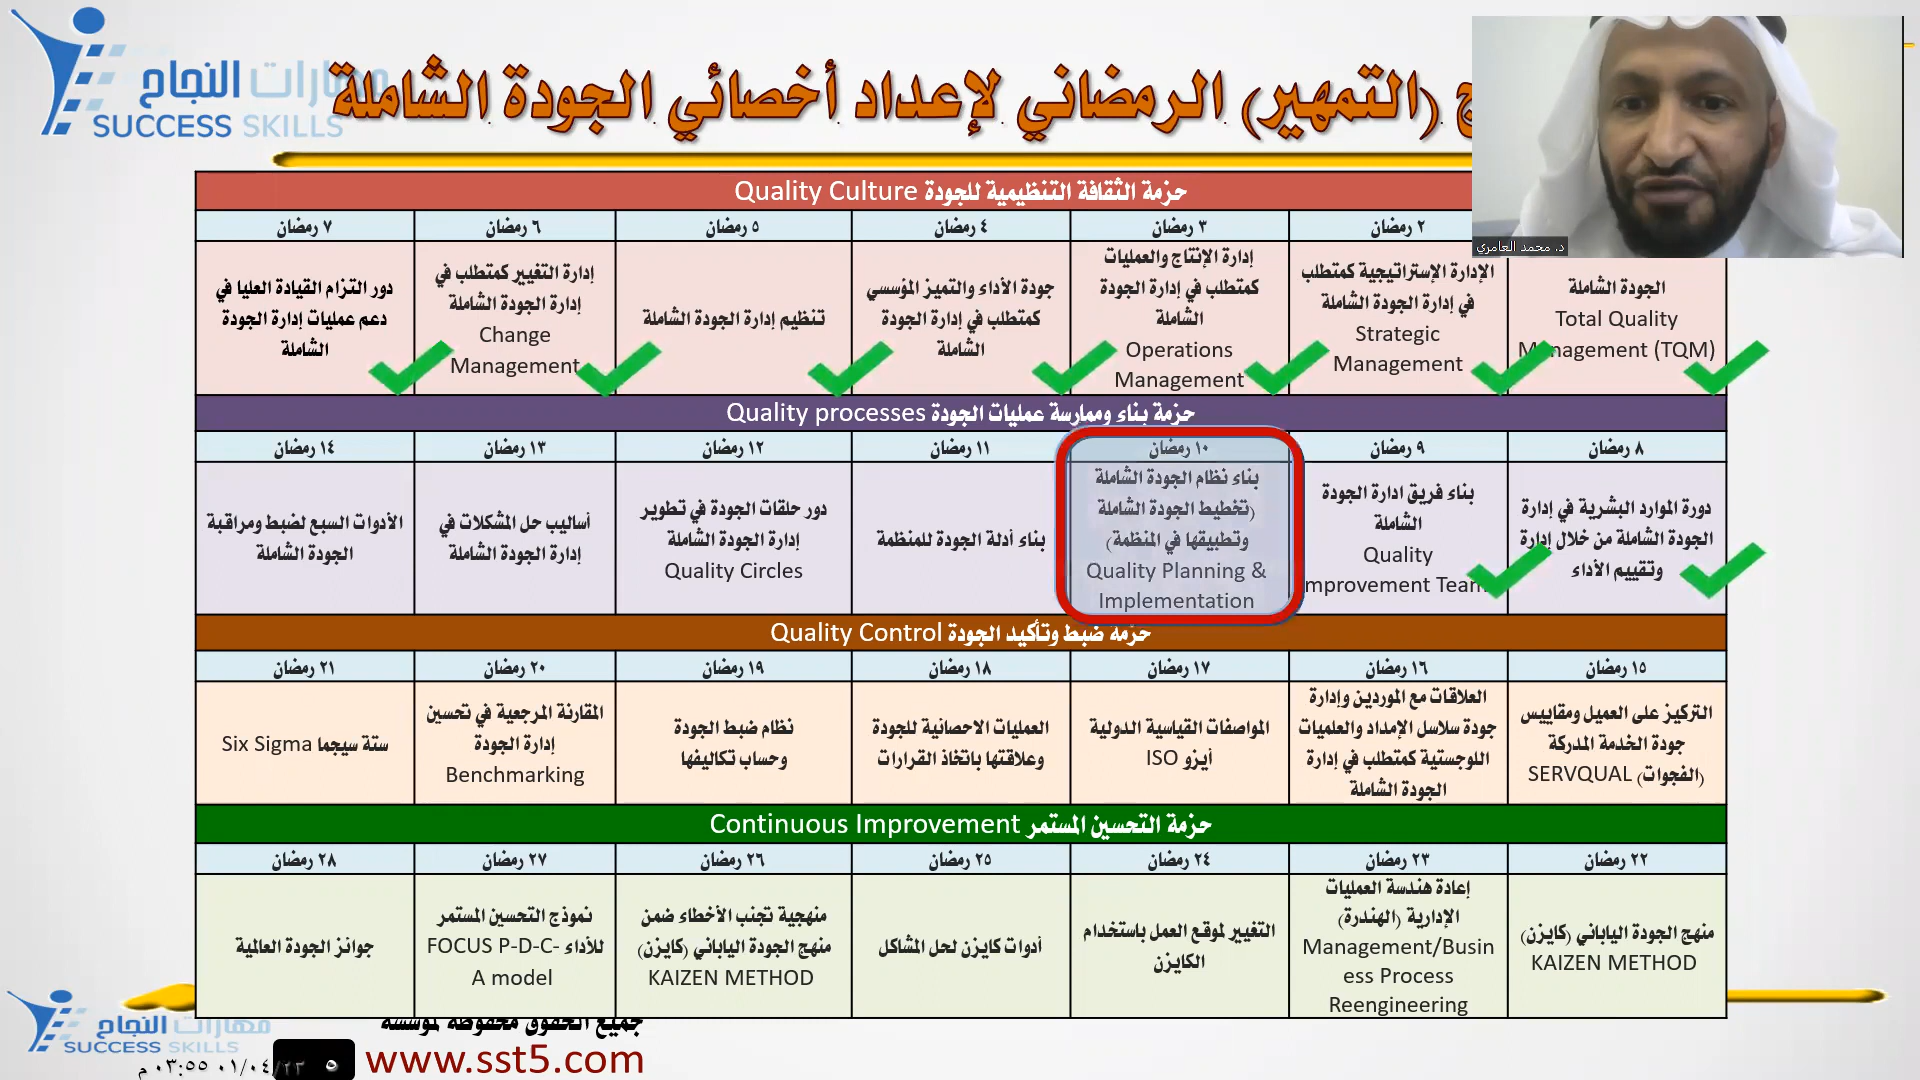 مهارات النجاح
SUCCESS SKILLS
(التمهير) الرمضاني لإعداد أخصائي الجودة الشاملة
د. محمد العامري
حزمة الثقافة التنظيمية للجودة Quality Culture
٢ رمضان
٣ رمضان
٤ رمضان
٥ رمضان
٦ رمضان
٧ رمضان
الجودة الشاملة
Total Quality
Management (TQM)
الإدارة الإستراتيجية كمتطلب
في إدارة الجودة الشاملة
Strategic
Management
إدارة الإنتاج والعمليات
كمتطلب في إدارة الجودة
الشاملة
Operations
Management
جودة الأداء والتميز المؤسسي
كمتطلب في إدارة الجودة
الشاملة
تنظيم إدارة الجودة الشاملة
إدارة التغيير كمتطلب في
إدارة الجودة الشاملة
Change
Management
دور التزام القيادة العليا في
دعم عمليات إدارة الجودة
الشاملة
حزمة بناء وممارسة عمليات الجودة Quality processes
٨ رمضان
٩ رمضان
١٠ رمضان
١١ رمضان
١٢ رمضان
١٣ رمضان
١٤ رمضان
دورة الموارد البشرية في إدارة
الجودة الشاملة من خلال إدارة
وتقييم الأداء
بناء فريق ادارة الجودة
الشاملة
Quality
Improvement Team
بناء نظام الجودة الشاملة
(تخطيط الجودة الشاملة
وتطبيقها في المنظمة)
Quality Planning &
Implementation
بناء أدلة الجودة للمنظمة
دور حلقات الجودة في تطوير
إدارة الجودة الشاملة
Quality Circles
أساليب حل المشكلات في
إدارة الجودة الشاملة
الأدوات السبع لضبط ومراقبة
الجودة الشاملة
حزمة ضبط وتأكيد الجودة Quality Control
١٥ رمضان
١٦ رمضان
١٧ رمضان
١٨ رمضان
١٩ رمضان
٢٠ رمضان
٢١ رمضان
التركيز على العميل ومقاييس
جودة الخدمة المدركة
(الفجوات) SERVQUAL
العلاقات مع الموردين وإدارة
جودة سلاسل الإمداد والعلميات
اللوجستية كمتطلب في إدارة
الجودة الشاملة
المواصفات القياسية الدولية
أيزو ISO
العمليات الاحصائية للجودة
وعلاقتها باتخاذ القرارات
نظام ضبط الجودة
وحساب تكاليفها
المقارنة المرجعية في تحسين
إدارة الجودة
Benchmarking
ستة سيجما Six Sigma
حزمة التحسين المستمر Continuous Improvement
٢٢ رمضان
٢٣ رمضان
٢٤ رمضان
٢٥ رمضان
٢٦ رمضان
٢٧ رمضان
٢٨ رمضان
منهج الجودة الياباني (كايزن)
KAIZEN METHOD
إعادة هندسة العمليات
الإدارية (الهندرة)
Management/Busin
ess Process
Reengineering
التغيير لموقع العمل باستخدام
الكايزن
أدوات كايزن لحل المشاكل
منهجية تجنب الأخطاء ضمن
منهج الجودة الياباني (كايزن)
KAIZEN METHOD
نموذج التحسين المستمر
للأداء FOCUS P-D-C-
A model
جوائز الجودة العالمية
جميع الحقوق محفوظة لمؤسسة
مهارات النجاح
SUCCESS SKILLS
www.sst5.com
٥
٠١/٠٤/٢٣ ٠٣:٥٥ م